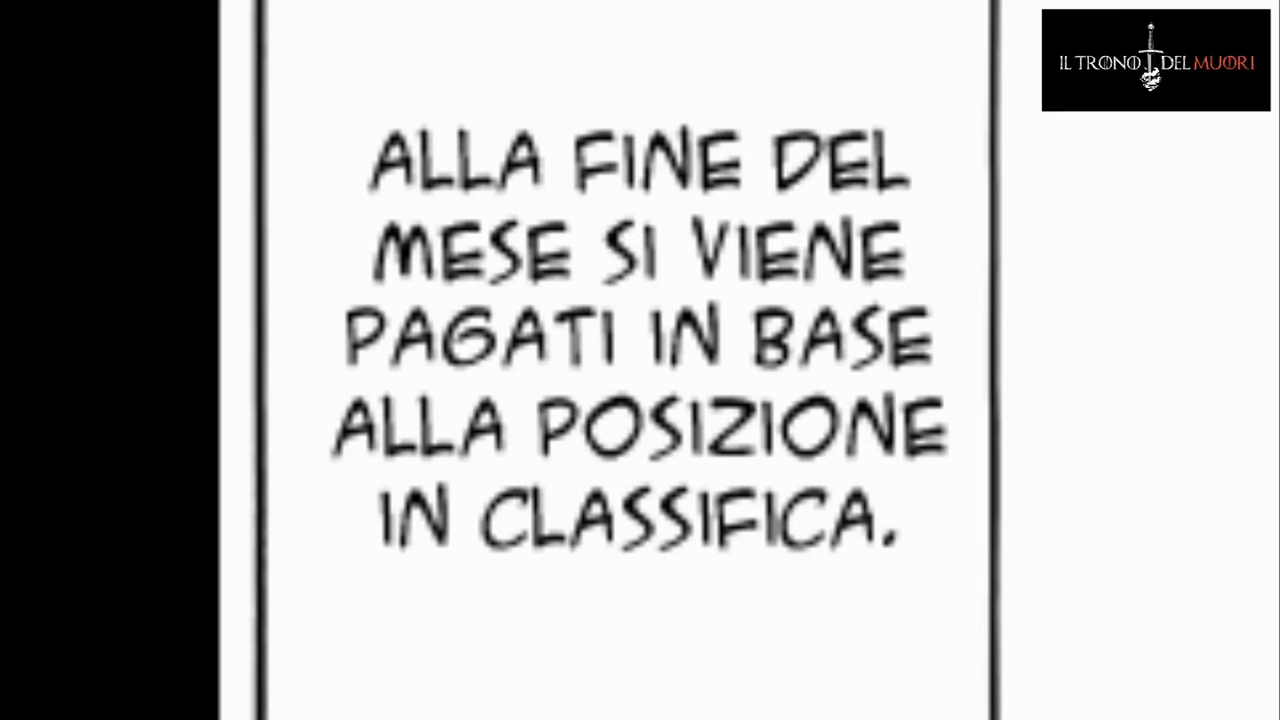 IL TRONO DEL MUORI
ALLA FINE DEL
MESE SI VIENE
PAGATI IN BASE
ALLA POSIZIONE
IN CLASSIFICA.